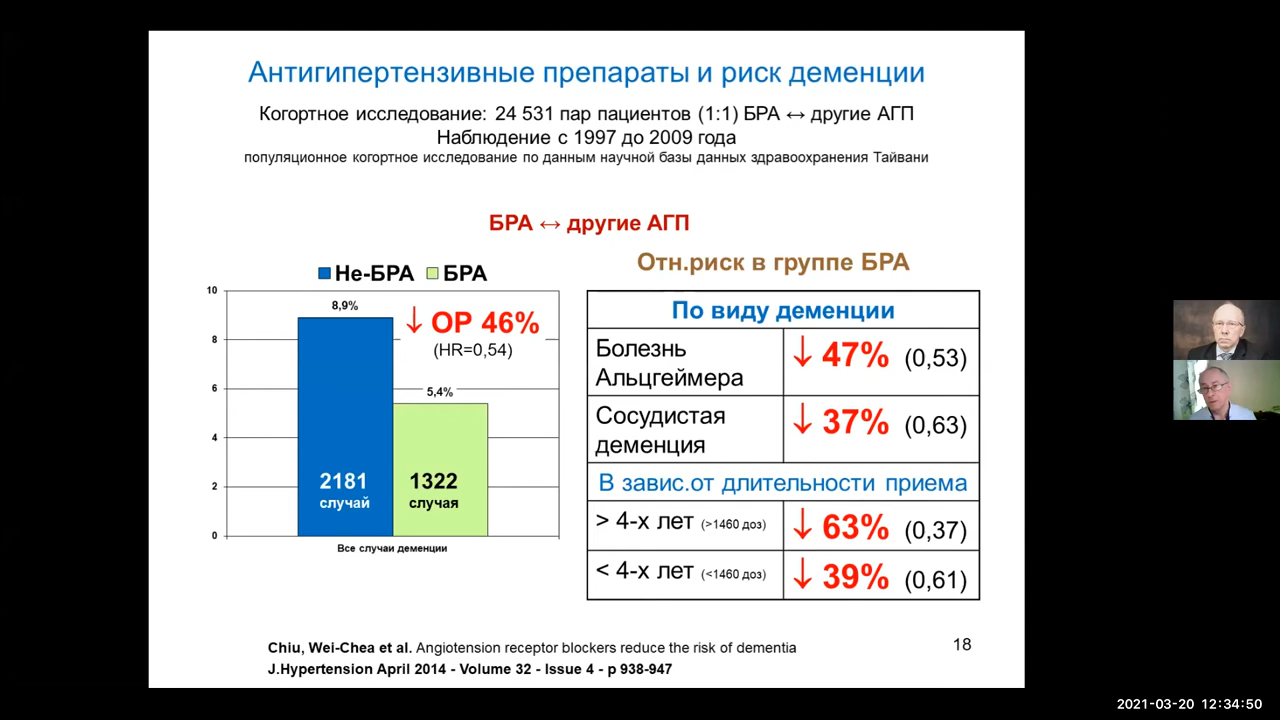 Антигипертензивные препараты и риск деменции
Когортное исследование: 24 531 пар пациентов (1:1) БРА ↔ другие АГП
Наблюдение с 1997 до 2009 года
популяционное когортное исследование по данным научной базы данных здравоохранения Тайвани
БРА ↔ другие АГП
Не-БРА БРА
10
8
6
4
2
0
8,9%
↓ ОР 46%
(HR=0,54)
5,4%
2181
случай
1322
случая
Все случаи деменции
Отн.риск в группе БРА
По виду деменции
Болезнь
Альцгеймера
↓ 47% (0,53)
Сосудистая
деменция
↓ 37% (0,63)
В завис.от длительности приема
> 4-х лет (>1460 доз) ↓ 63% (0,37)
< 4-х лет (<1460 доз) ↓ 39% (0,61)
Chiu, Wei-Chea et al. Angiotension receptor blockers reduce the risk of dementia
J.Hypertension April 2014 - Volume 32 - Issue 4 - p 938-947
18
2021-03-20 12:34:50